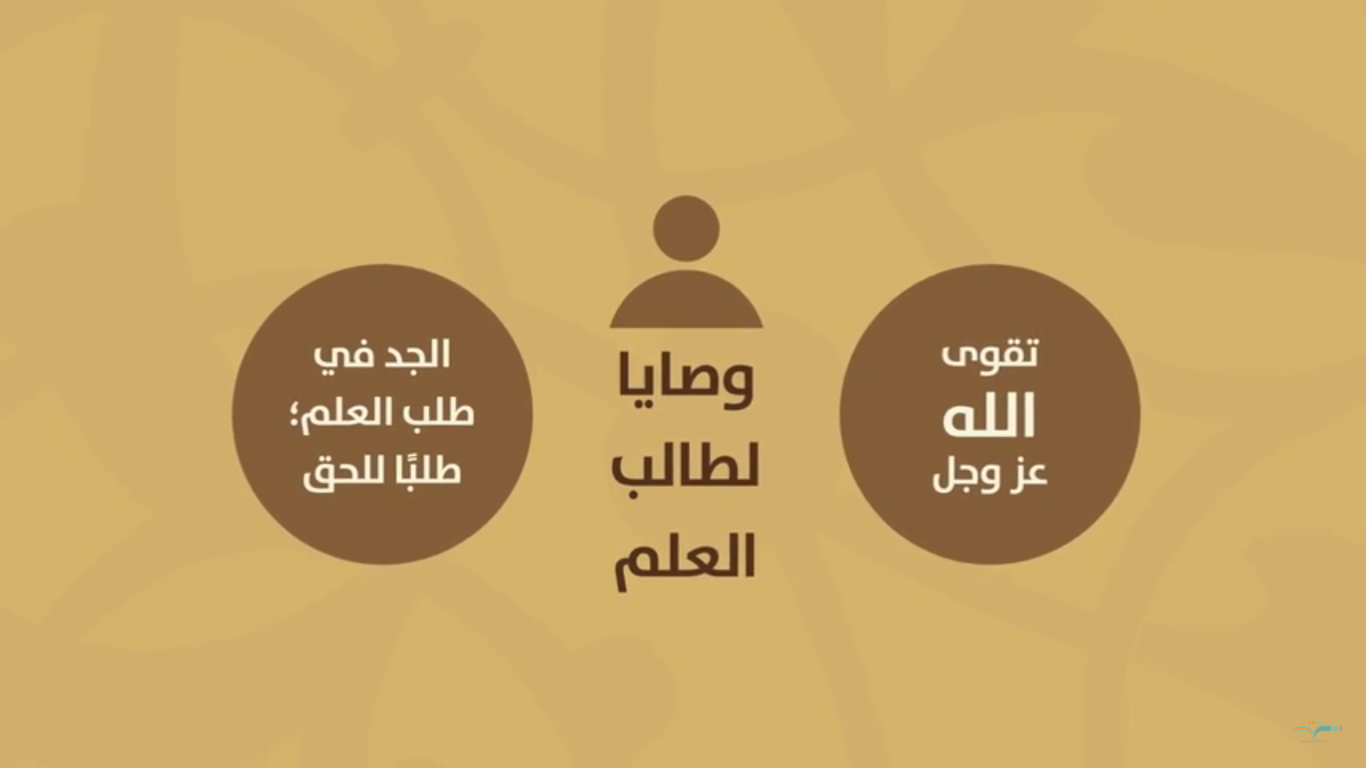 تقوى
الله
عز وجل
وصايا
لطالب
العلم
الجد في
طلب العلم؛
طلبًا للحق